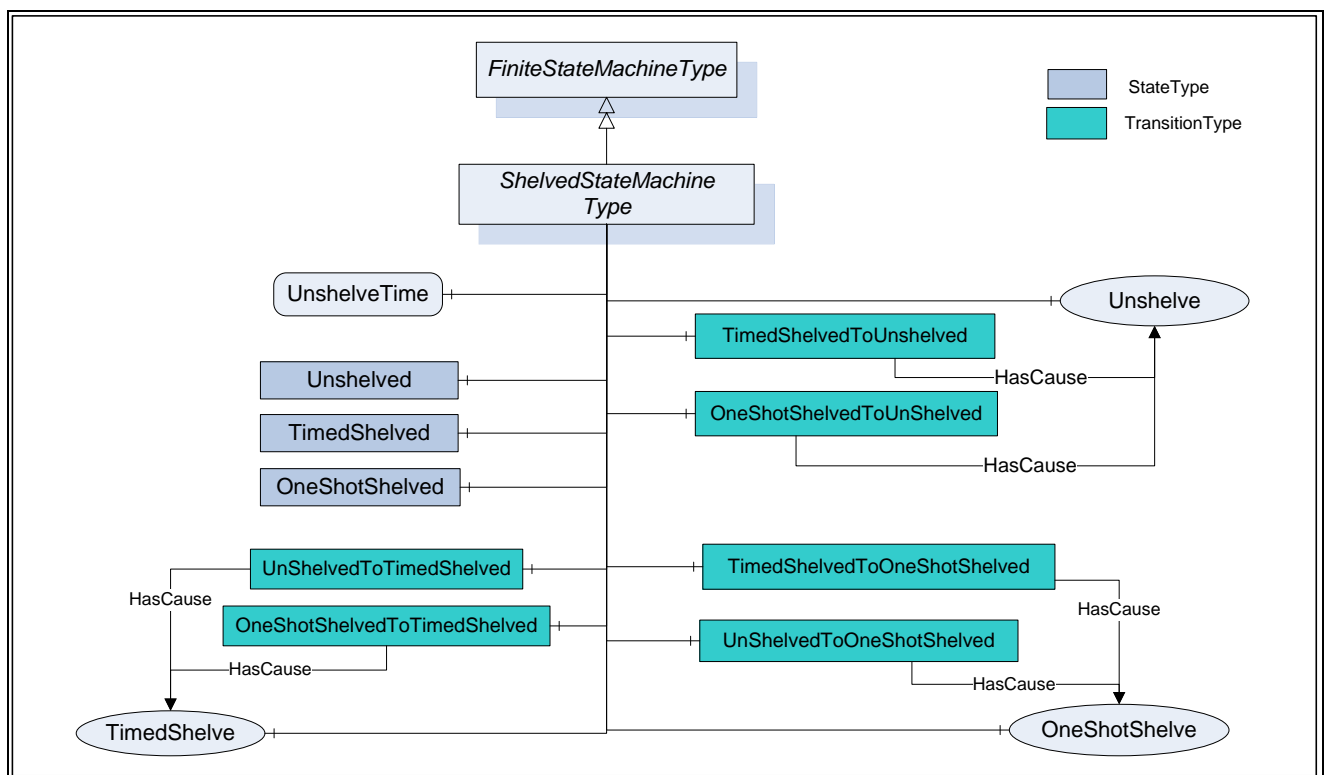 FiniteStateMachineType
StateType
TransitionType
ShelvedStateMachine
Type
UnshelveTime
Unshelve
TimedShelvedToUnshelved
HasCause
Unshelved
OneShotShelvedToUnShelved
TimedShelved
HasCause
OneShotShelved
UnShelvedToTimedShelved
TimedShelvedToOneShotShelved
HasCause
HasCause
OneShotShelvedToTimedShelved
UnShelvedToOneShotShelved
HasCause
HasCause
TimedShelve
OneShotShelve